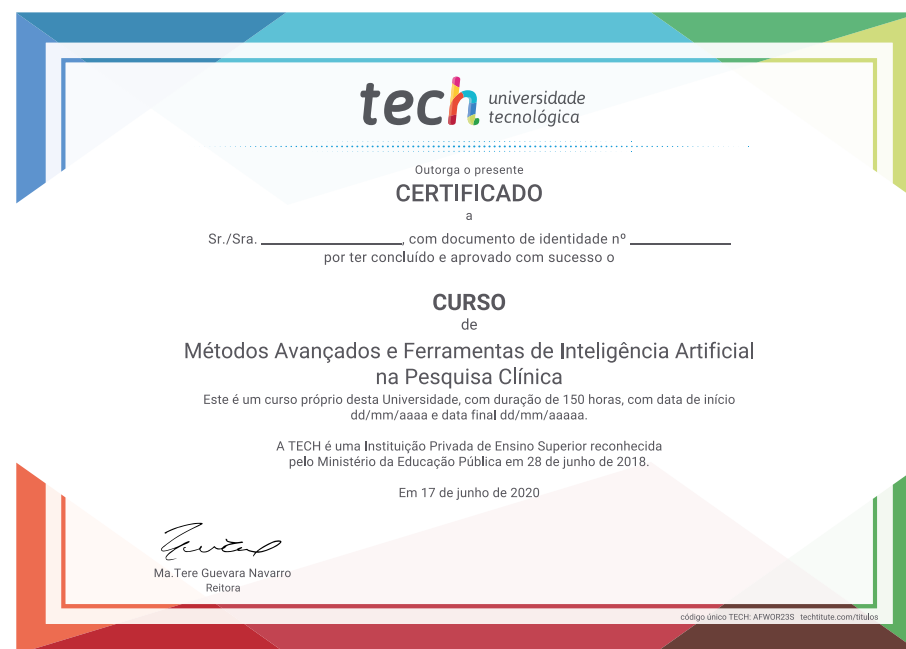 tech universidade
tecnológica
Outorga o presente
CERTIFICADO
a
Sr./Sra. ________________, com documento de identidade nº ____________
por ter concluído e aprovado com sucesso o
CURSO
de
Métodos Avançados e Ferramentas de Inteligência Artificial
na Pesquisa Clínica
Este é um curso próprio desta Universidade, com duração de 150 horas, com data de início
dd/mm/aaaa e data final dd/mm/aaaaa.
A TECH é uma Instituição Privada de Ensino Superior reconhecida
pelo Ministério da Educação Pública em 28 de junho de 2018.
Em 17 de junho de 2020
Ma.Tere Guevara Navarro
Reitora
código único TECH: AFWOR23S techtitute.com/titulos